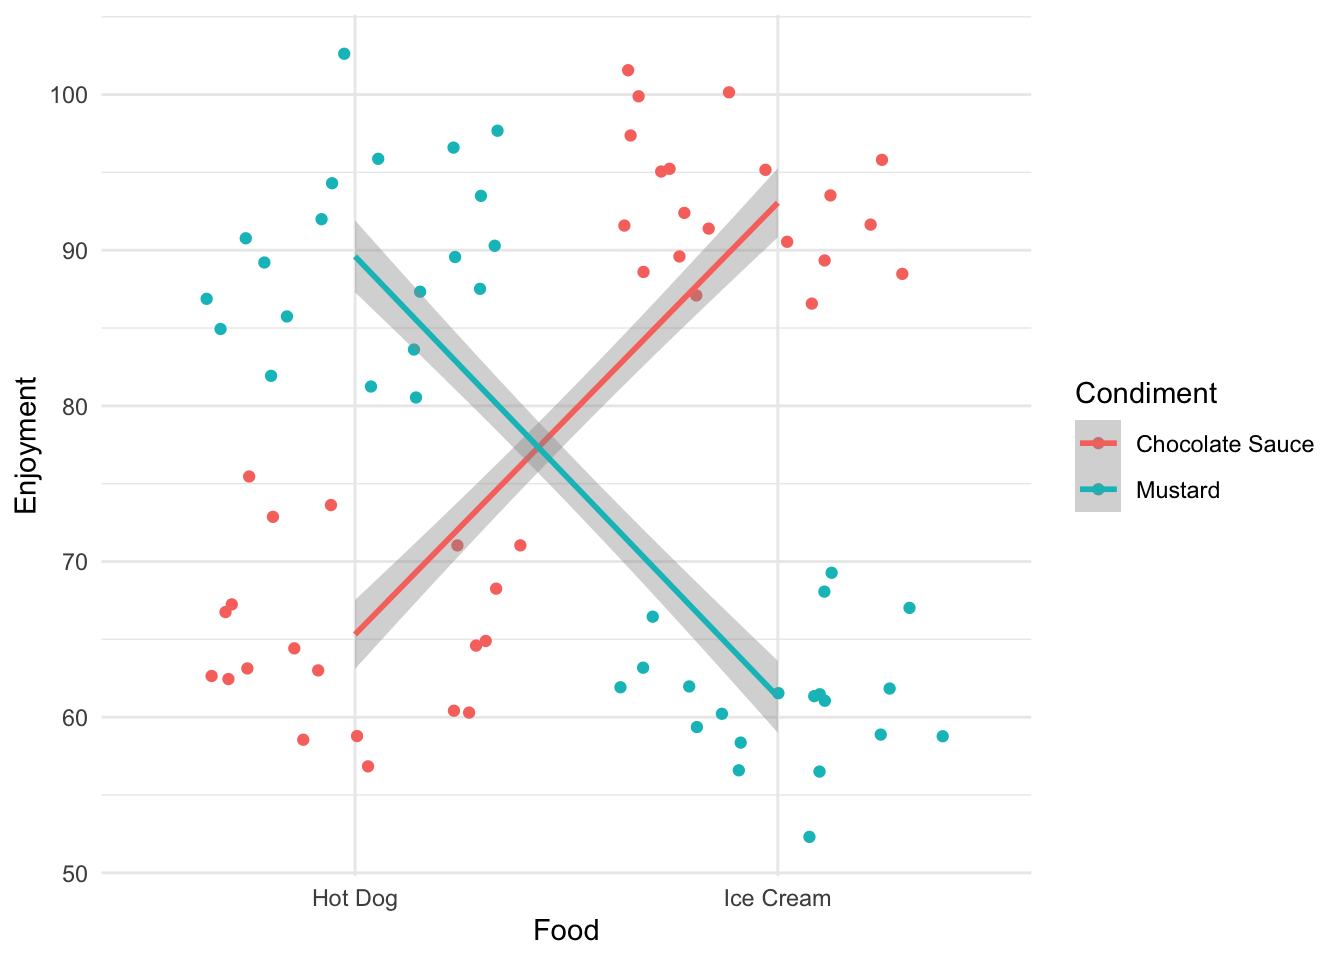 100
90
80
70
60
50
Enjoyment
Hot Dog
Ice Cream
Food
Condiment
Chocolate Sauce
Mustard